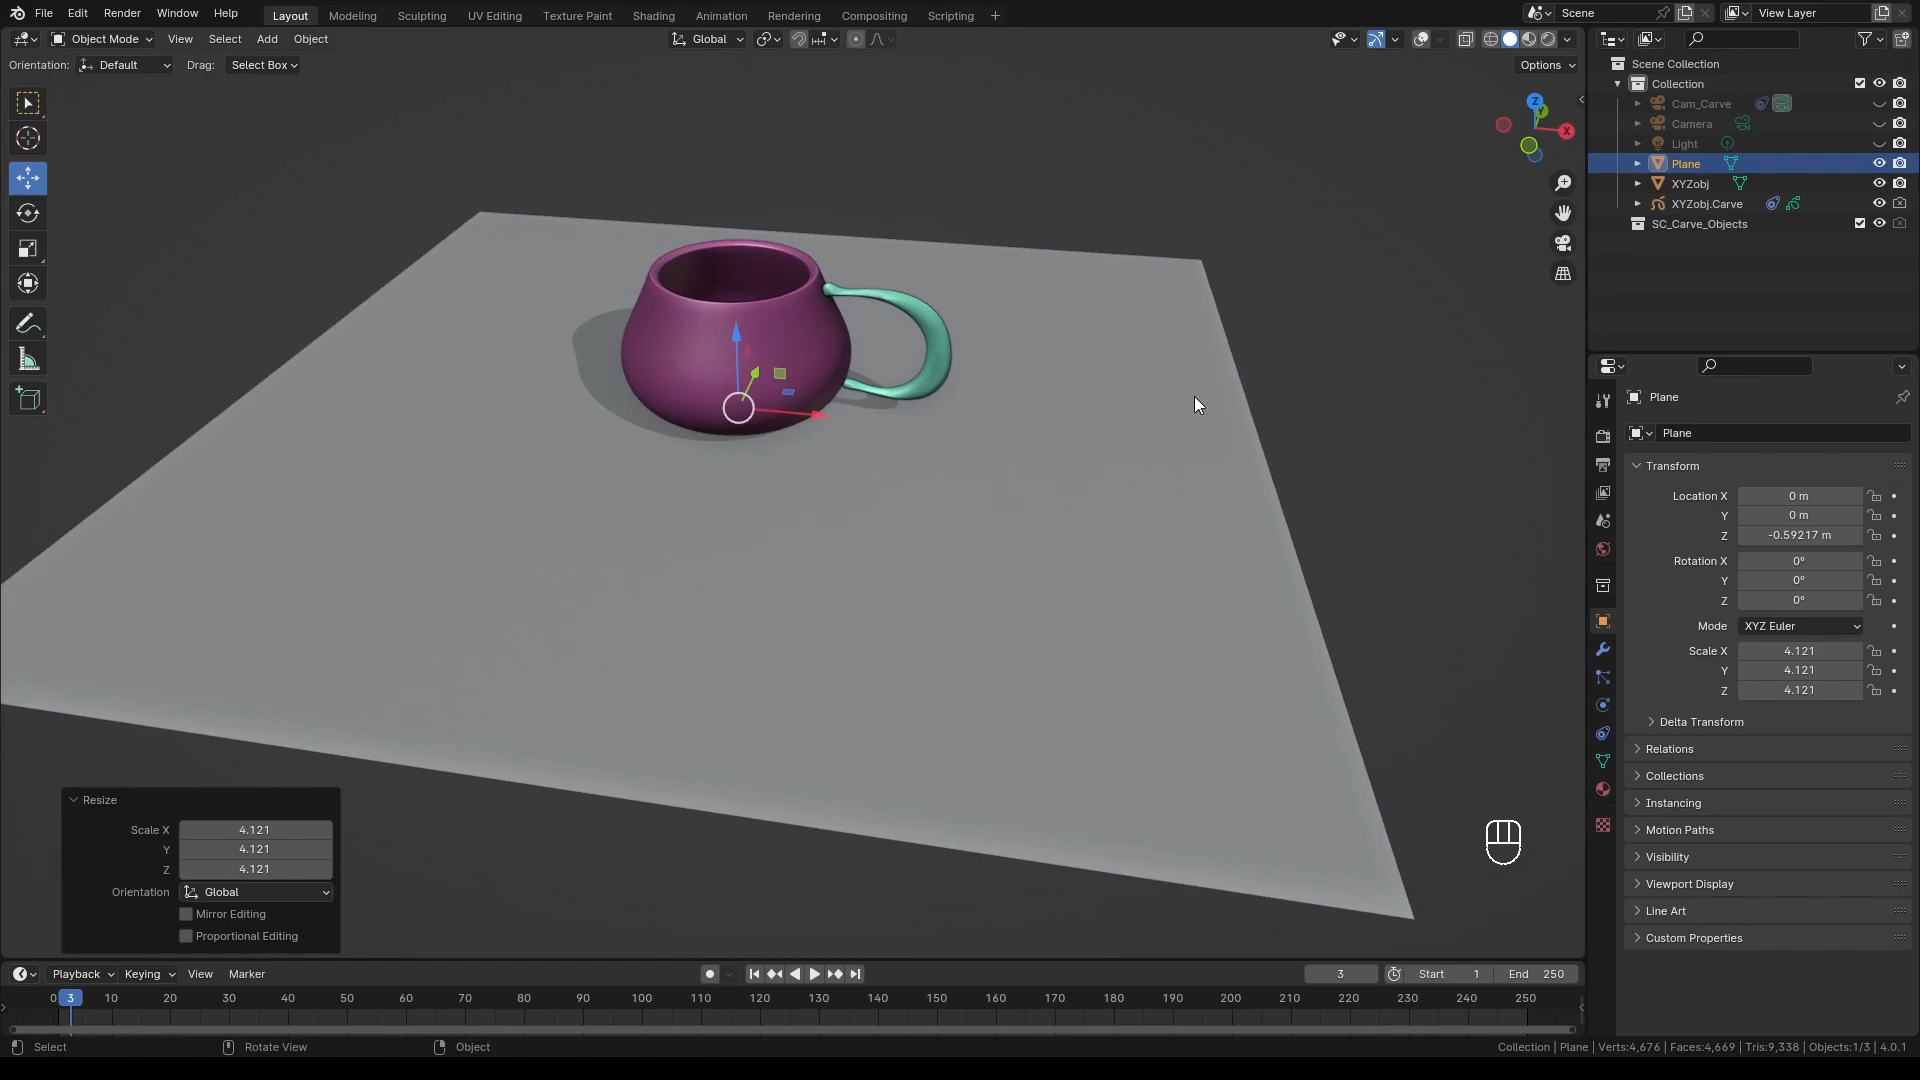 File Edit Render Window Help Layout Modeling Sculpting UV Editing Texture Paint Shading Animation Rendering Compositing Scripting + Scene View Layer
Object Mode View Select Add Object Global
Orientation: Default Drag: Select Box Options
Scene Collection
Collection
Cam_Carve
Camera
Light
Plane
XYZobj
XYZobj.Carve
SC_Carve_Objects
Z
Y
X
Plane
Plane
Transform
Location X 0 m
Y 0 m
Z -0.59217 m
Rotation X 0°
Y 0°
Z 0°
Mode XYZ Euler
Scale X 4.121
Y 4.121
Z 4.121
Delta Transform
Relations
Collections
Instancing
Motion Paths
Visibility
Viewport Display
Line Art
Custom Properties
Resize
Scale X 4.121
Y 4.121
Z 4.121
Orientation Global
Mirror Editing
Proportional Editing
Playback Keying View Marker 3 Start 1 End 250
0 3 10 20 30 40 50 60 70 80 90 100 110 120 130 140 150 160 170 180 190 200 210 220 230 240 250
Select Rotate View Object Collection | Plane | Verts:4,676 | Faces:4,669 | Tris:9,338 | Objects:1/3 | 4.0.1